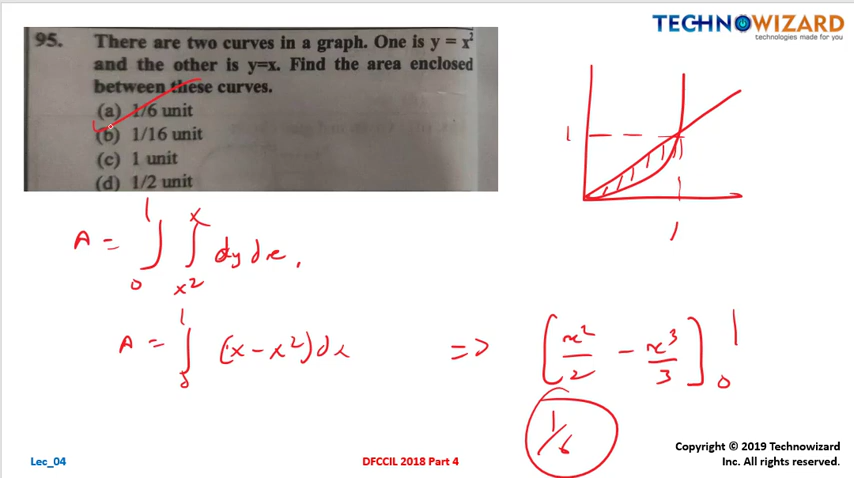 TECHNOWIZARD
technologies made for you
95. There are two curves in a graph. One is y = x²
and the other is y=x. Find the area enclosed
between these curves.
(a) 1/6 unit
(b) 1/16 unit
(c) 1 unit
(d) 1/2 unit
1
1
A = ∫₀¹ ∫ₓ²ˣ dy dx.
A = ∫₀¹ (x - x²) dx => [x²/2 - x³/3]₀¹
1/6
Lec_04
DFCCIL 2018 Part 4
Copyright © 2019 Technowizard
Inc. All rights reserved.